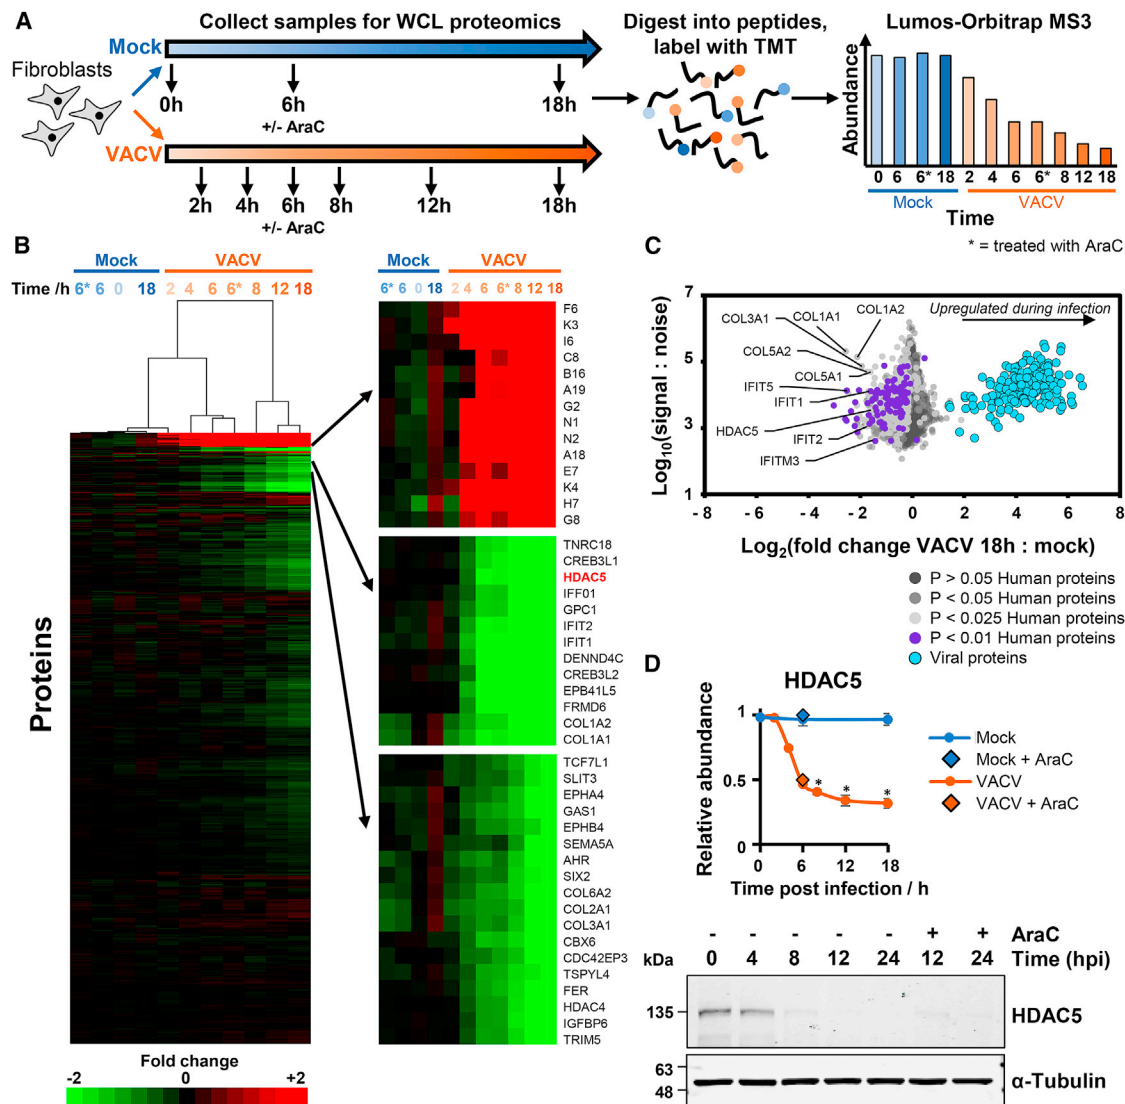 A
Collect samples for WCL proteomics
Digest into peptides,
label with TMT
Lumos-Orbitrap MS3
Mock
Fibroblasts
VACV
0h 6h 18h
+/- AraC
2h 4h 6h 8h 12h 18h
+/- AraC
Abundance
0 6 6* 18 2 4 6 6* 8 12 18
Mock VACV
Time
* = treated with AraC
B
Mock VACV
Time /h 6* 6 0 18 2 4 6 6* 8 12 18
Proteins
Fold change
-2 0 +2
Mock VACV
6* 6 0 18 2 4 6 6* 8 12 18
F6
K3
I6
C8
B16
A19
G2
N1
N2
A18
E7
K4
H7
G8
TNRC18
CREB3L1
HDAC5
IFF01
GPC1
IFIT2
IFIT1
DENND4C
CREB3L2
EPB41L5
FRMD6
COL1A2
COL1A1
TCF7L1
SLIT3
EPHA4
GAS1
EPHB4
SEMA5A
AHR
SIX2
COL6A2
COL2A1
COL3A1
CBX6
CDC42EP3
TSPYL4
FER
HDAC4
IGFBP6
TRIM5
C
Log10(signal : noise)
7
5
3
1
Upregulated during infection
COL3A1
COL1A1
COL1A2
COL5A2
COL5A1
IFIT5
IFIT1
HDAC5
IFIT2
IFITM3
- 8 - 6 - 4 - 2 0 2 4 6 8
Log2(fold change VACV 18h : mock)
P > 0.05 Human proteins
P < 0.05 Human proteins
P < 0.025 Human proteins
P < 0.01 Human proteins
Viral proteins
D
HDAC5
Relative abundance
1
0.5
0
* * *
0 6 12 18
Time post infection / h
Mock
Mock + AraC
VACV
VACV + AraC
- - - - - + + AraC
kDa 0 4 8 12 24 12 24 Time (hpi)
135
HDAC5
63
48
α-Tubulin